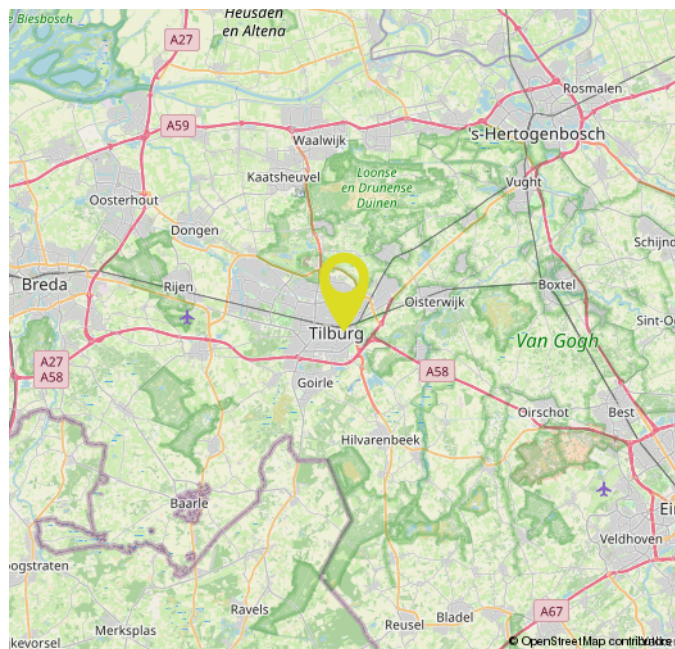 e Biesbosch
Heusden
en Altena
A27
Rosmalen
A59
Waalwijk
's-Hertogenbosch
Loonse
en Drunense
Duinen
Kaatsheuvel
Vught
Oosterhout
Dongen
Schijnd
Breda
Rijen
Boxtel
Oisterwijk
Sint-O
Tilburg
Van Gogh
A27
A58
A58
Goirle
Oirschot
Best
Hilvarenbeek
Baarle
Ein
Veldhoven
oogstraten
Ravels
Bladel
A67
Reusel
Merksplas
kevorsel
© OpenStreetMap contributors